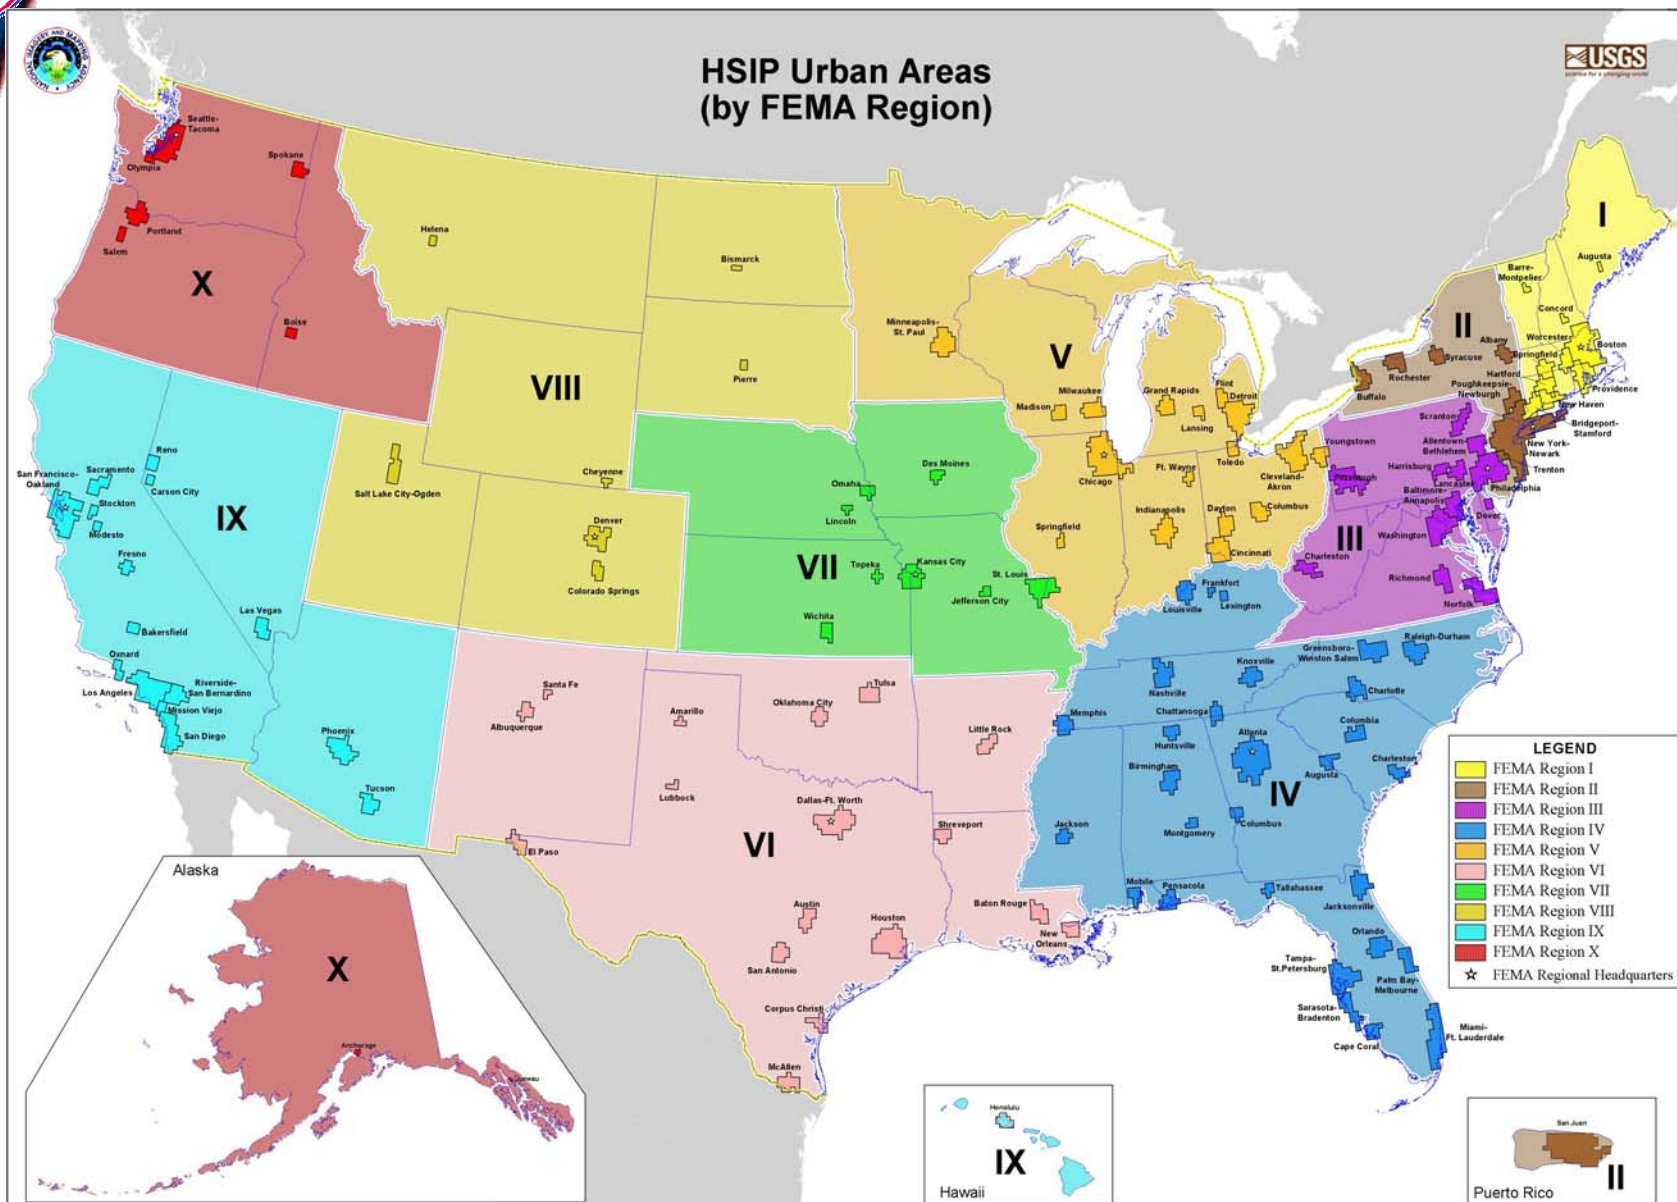 HSIP Urban Areas
(by FEMA Region)
NATIONAL IMAGERY AND MAPPING AGENCY
USGS
science for a changing world
Seattle-
Tacoma
Olympia
Spokane
Portland
Salem
X
Boise
Helena
Bismarck
Pierre
VIII
Cheyenne
Salt Lake City-Ogden
Denver
Colorado Springs
Reno
Carson City
Sacramento
San Francisco-
Oakland
Stockton
Modesto
Fresno
IX
Las Vegas
Bakersfield
Oxnard
Los Angeles
Riverside-
San Bernardino
Mission Viejo
San Diego
Phoenix
Tucson
Minneapolis-
St. Paul
V
Madison
Milwaukee
Grand Rapids
Lansing
Flint
Detroit
Chicago
Ft. Wayne
Toledo
Cleveland-
Akron
Youngstown
Springfield
Indianapolis
Dayton
Columbus
Cincinnati
Des Moines
Omaha
Lincoln
VII
Topeka
Kansas City
St. Louis
Jefferson City
Wichita
Santa Fe
Albuquerque
Amarillo
Lubbock
Oklahoma City
Tulsa
Little Rock
Dallas-Ft. Worth
Shreveport
El Paso
VI
Austin
San Antonio
Houston
Baton Rouge
New
Orleans
Corpus Christi
McAllen
I
Augusta
Barre-
Montpelier
Concord
Worcester
Boston
Springfield
Hartford
Providence
New Haven
Bridgeport-
Stamford
II
Albany
Syracuse
Rochester
Buffalo
Poughkeepsie-
Newburgh
New York-
Newark
Trenton
Scranton
Allentown-
Bethlehem
Harrisburg
Lancaster
Philadelphia
Pittsburgh
Baltimore-
Annapolis
Dover
Washington
III
Charleston
Richmond
Norfolk
Frankfort
Louisville
Lexington
Greensboro-
Winston Salem
Raleigh-Durham
Knoxville
Nashville
Charlotte
Memphis
Chattanooga
Columbia
Huntsville
Atlanta
Birmingham
Augusta
Charleston
IV
Jackson
Montgomery
Columbus
Mobile
Pensacola
Tallahassee
Jacksonville
Orlando
Tampa-
St.Petersburg
Palm Bay-
Melbourne
Sarasota-
Bradenton
Cape Coral
Miami-
Ft. Lauderdale
LEGEND
FEMA Region I
FEMA Region II
FEMA Region III
FEMA Region IV
FEMA Region V
FEMA Region VI
FEMA Region VII
FEMA Region VIII
FEMA Region IX
FEMA Region X
FEMA Regional Headquarters
Alaska
X
Anchorage
Juneau
Honolulu
IX
Hawaii
San Juan
II
Puerto Rico